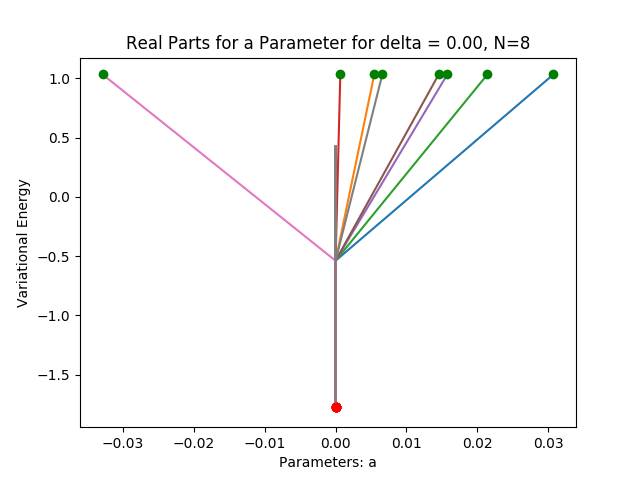 Real Parts for a Parameter for delta = 0.00, N=8
1.0
0.5
0.0
−0.5
−1.0
−1.5
Variational Energy
−0.03 −0.02 −0.01 0.00 0.01 0.02 0.03
Parameters: a